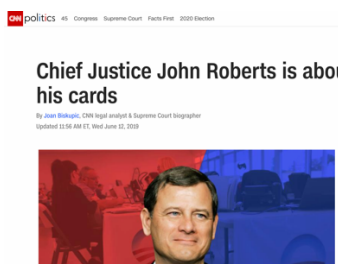 CNN politics 45 Congress Supreme Court Facts First 2020 Election
Chief Justice John Roberts is abou
his cards
By Joan Biskupic, CNN legal analyst & Supreme Court biographer
Updated 11:56 AM ET, Wed June 12, 2019